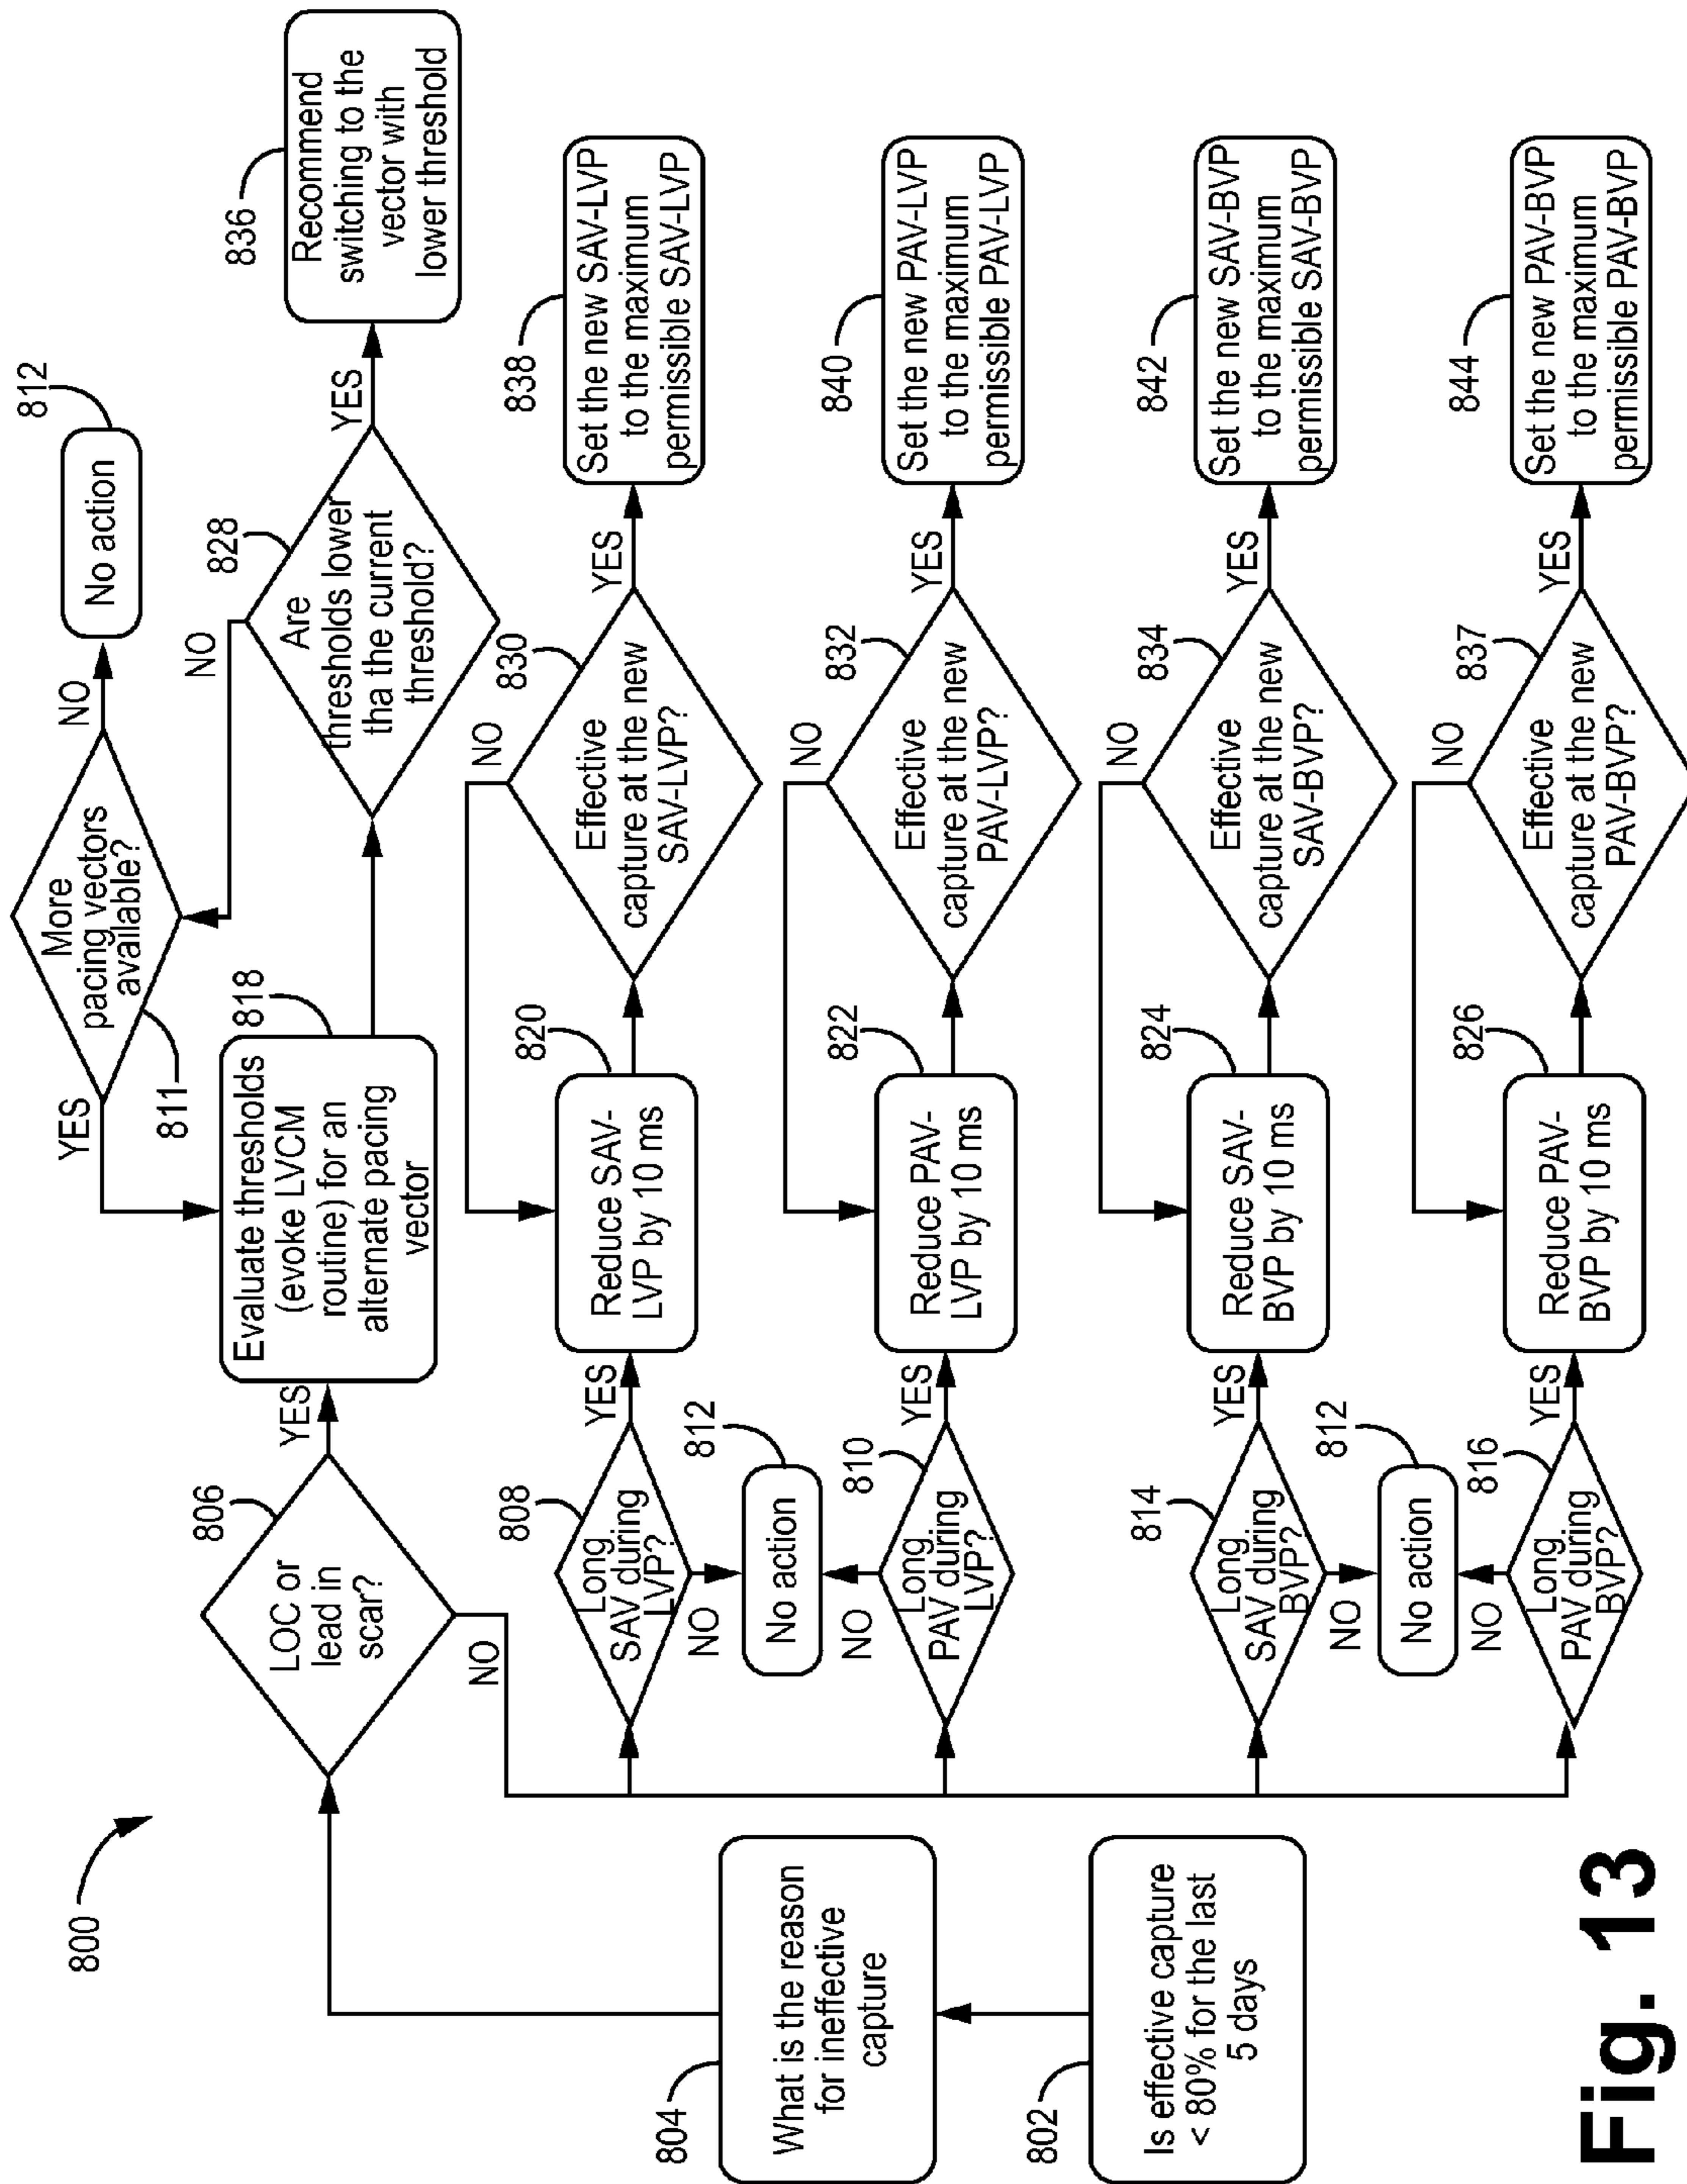 800
802
Is effective capture
< 80% for the last
5 days
804
What is the reason
for ineffective
capture
806
LOC or
lead in
scar?
YES
NO
818
Evaluate thresholds
(evoke LVCM
routine) for an
alternate pacing
vector
811
More
pacing vectors
available?
YES
NO
812
No action
828
Are
thresholds lower
tha the current
threshold?
NO
YES
836
Recommend
switching to the
vector with
lower threshold
808
Long
SAV during
LVP?
YES
NO
820
Reduce SAV-
LVP by 10 ms
830
Effective
capture at the new
SAV-LVP?
NO
YES
838
Set the new SAV-LVP
to the maximum
permissible SAV-LVP
812
No action
810
Long
PAV during
LVP?
YES
NO
822
Reduce PAV-
LVP by 10 ms
832
Effective
capture at the new
PAV-LVP?
NO
YES
840
Set the new PAV-LVP
to the maximum
permissible PAV-LVP
814
Long
SAV during
BVP?
YES
NO
824
Reduce SAV-
BVP by 10 ms
834
Effective
capture at the new
SAV-BVP?
NO
YES
842
Set the new SAV-BVP
to the maximum
permissible SAV-BVP
812
No action
816
Long
PAV during
BVP?
YES
NO
826
Reduce PAV-
BVP by 10 ms
837
Effective
capture at the new
PAV-BVP?
NO
YES
844
Set the new PAV-BVP
to the maximum
permissible PAV-BVP
Fig. 13